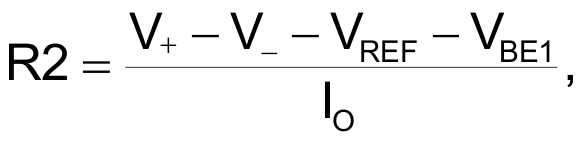 R2 = (V₊ − V₋ − V_REF − V_BE1) / I_O,